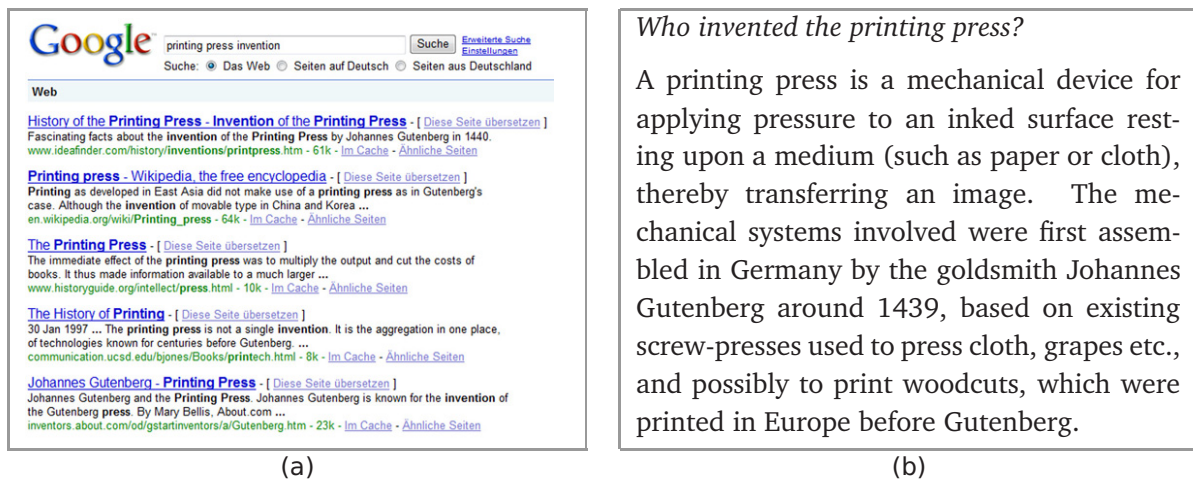 Google
printing press invention
Suche
Erweiterte Suche
Einstellungen
Suche: Das Web Seiten auf Deutsch Seiten aus Deutschland
Web
History of the Printing Press - Invention of the Printing Press - [ Diese Seite übersetzen ]
Fascinating facts about the invention of the Printing Press by Johannes Gutenberg in 1440.
www.ideafinder.com/history/inventions/printpress.htm - 61k - Im Cache - Ähnliche Seiten
Printing press - Wikipedia, the free encyclopedia - [ Diese Seite übersetzen ]
Printing as developed in East Asia did not make use of a printing press as in Gutenberg's
case. Although the invention of movable type in China and Korea ...
en.wikipedia.org/wiki/Printing_press - 64k - Im Cache - Ähnliche Seiten
The Printing Press - [ Diese Seite übersetzen ]
The immediate effect of the printing press was to multiply the output and cut the costs of
books. It thus made information available to a much larger ...
www.historyguide.org/intellect/press.html - 10k - Im Cache - Ähnliche Seiten
The History of Printing - [ Diese Seite übersetzen ]
30 Jan 1997 ... The printing press is not a single invention. It is the aggregation in one place,
of technologies known for centuries before Gutenberg. ...
communication.ucsd.edu/bjones/Books/printech.html - 8k - Im Cache - Ähnliche Seiten
Johannes Gutenberg - Printing Press - [ Diese Seite übersetzen ]
Johannes Gutenberg and the Printing Press. Johannes Gutenberg is known for the invention of
the Gutenberg press. By Mary Bellis, About.com ...
inventors.about.com/od/gstartinventors/a/Gutenberg.htm - 23k - Im Cache - Ähnliche Seiten
(a)
Who invented the printing press?
A printing press is a mechanical device for
applying pressure to an inked surface rest-
ing upon a medium (such as paper or cloth),
thereby transferring an image. The me-
chanical systems involved were first assem-
bled in Germany by the goldsmith Johannes
Gutenberg around 1439, based on existing
screw-presses used to press cloth, grapes etc.,
and possibly to print woodcuts, which were
printed in Europe before Gutenberg.
(b)